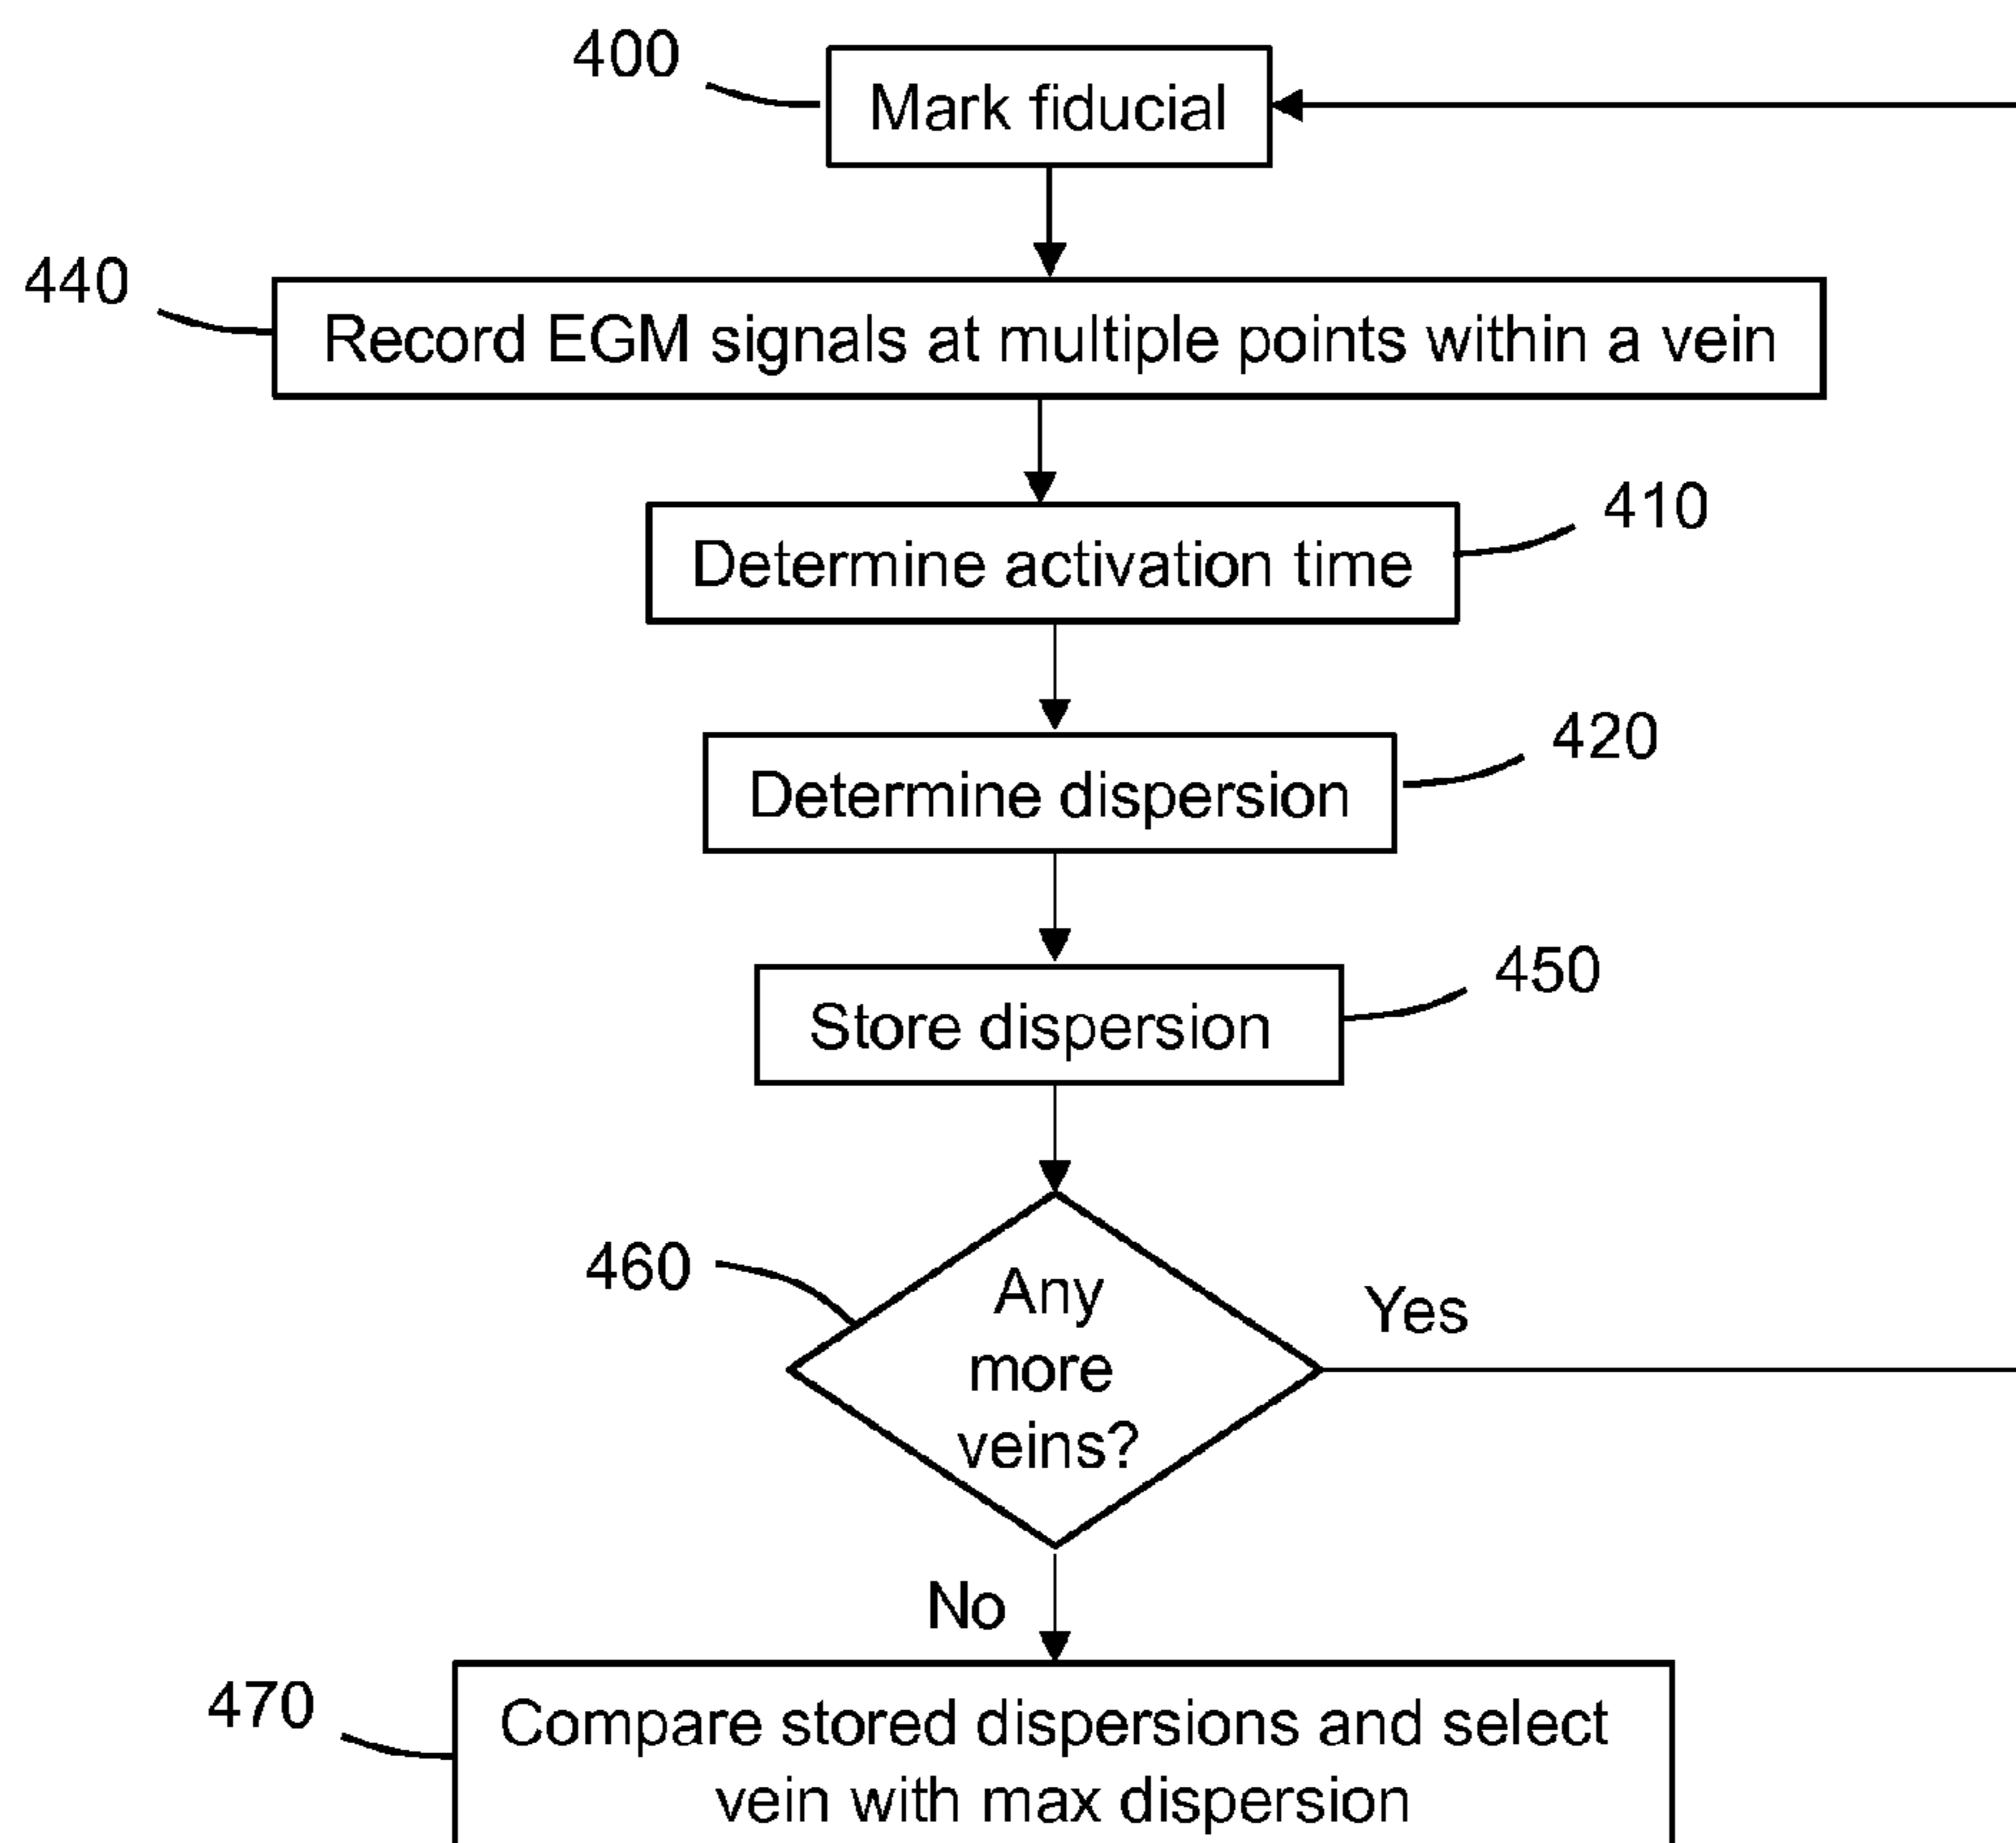 400
Mark fiducial
440
Record EGM signals at multiple points within a vein
410
Determine activation time
420
Determine dispersion
450
Store dispersion
460
Any
more
veins?
Yes
No
470
Compare stored dispersions and select
vein with max dispersion